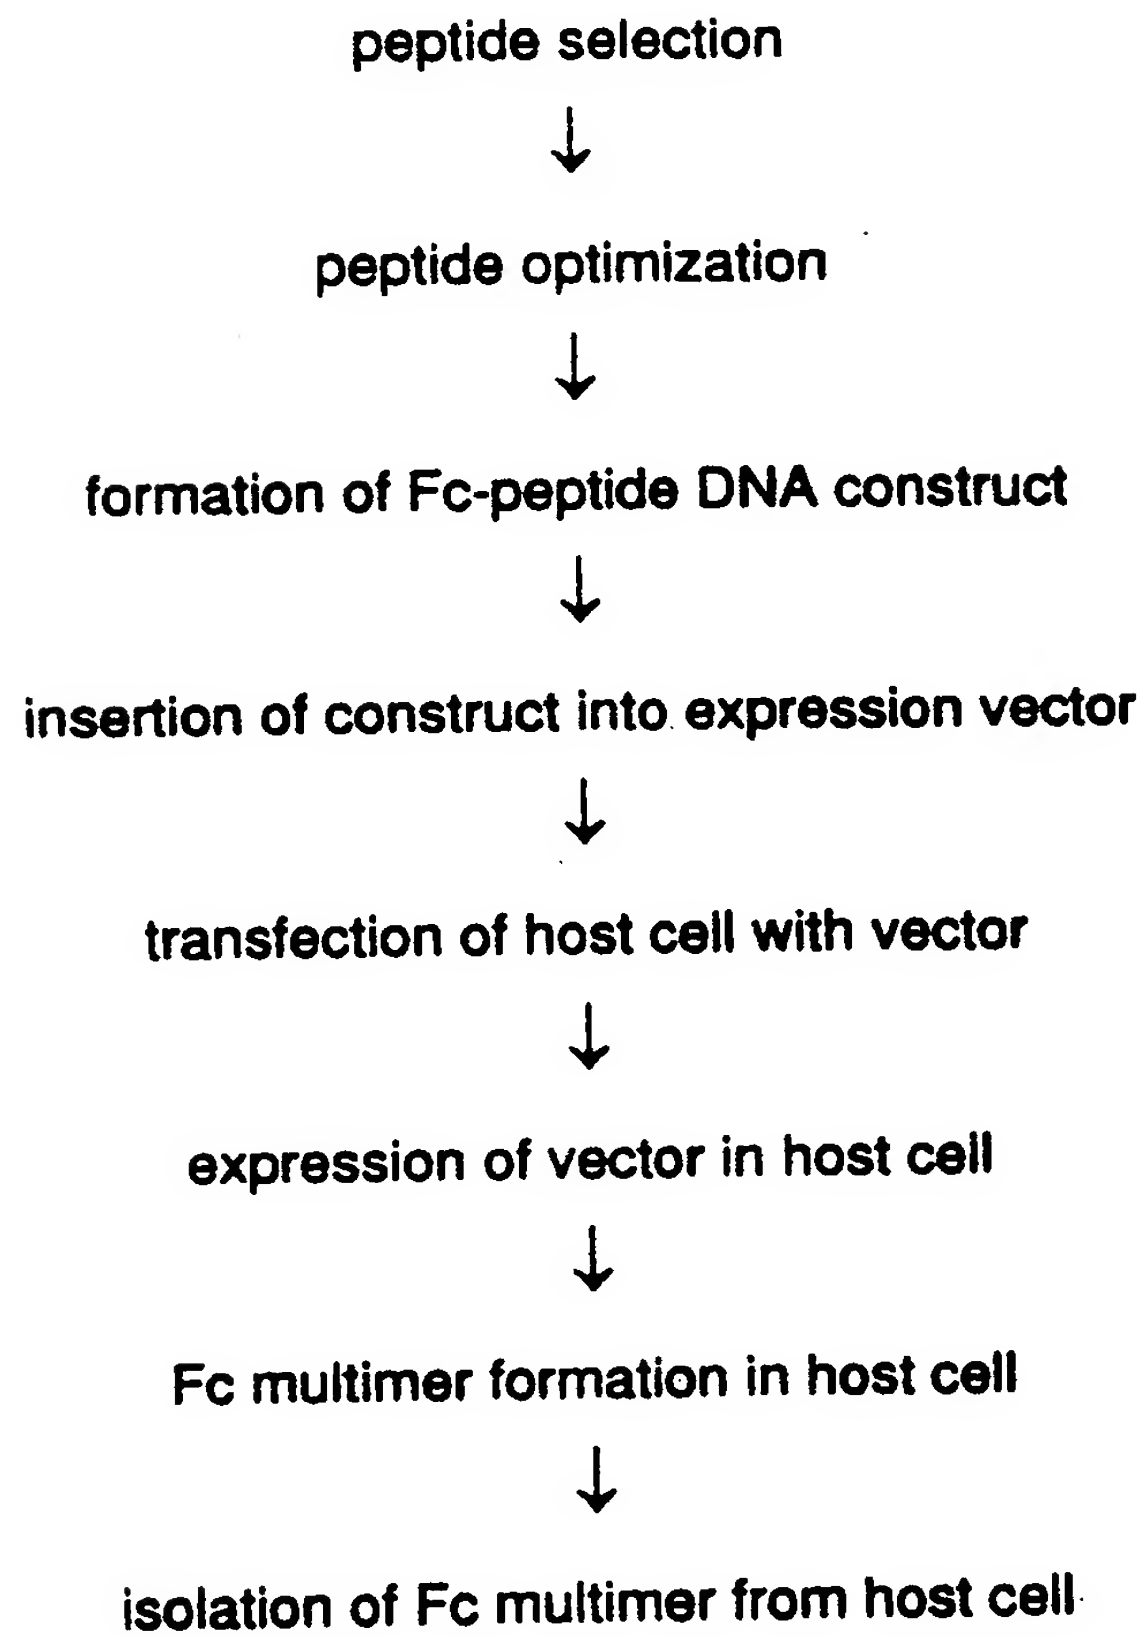 peptide selection
↓
peptide optimization
↓
formation of Fc-peptide DNA construct
↓
insertion of construct into expression vector
↓
transfection of host cell with vector
↓
expression of vector in host cell
↓
Fc multimer formation in host cell
↓
isolation of Fc multimer from host cell